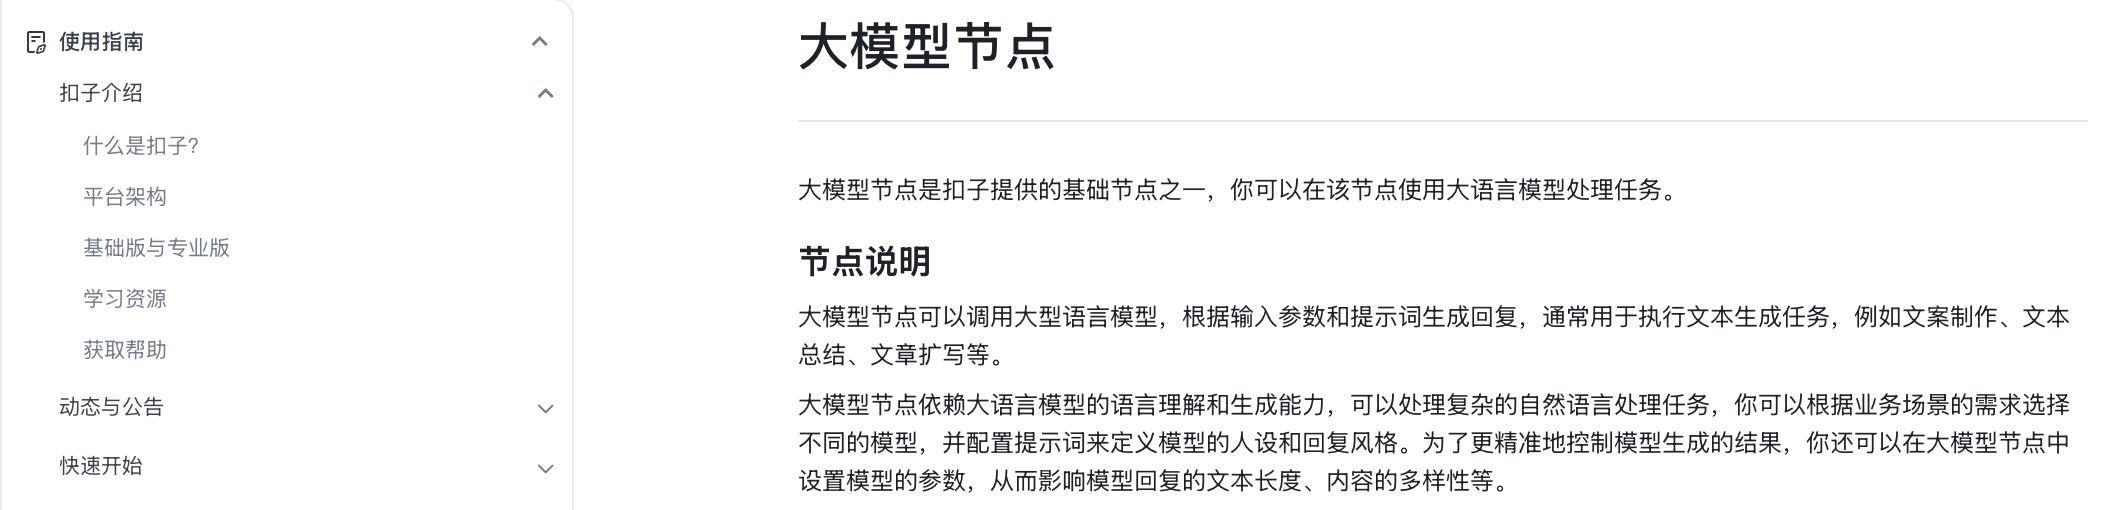 使用指南
扣子介绍
什么是扣子?
平台架构
基础版与专业版
学习资源
获取帮助
动态与公告
快速开始
大模型节点
大模型节点是扣子提供的基础节点之一，你可以在该节点使用大语言模型处理任务。
节点说明
大模型节点可以调用大型语言模型，根据输入参数和提示词生成回复，通常用于执行文本生成任务，例如文案制作、文本
总结、文章扩写等。
大模型节点依赖大语言模型的语言理解和生成能力，可以处理复杂的自然语言处理任务，你可以根据业务场景的需求选择
不同的模型，并配置提示词来定义模型的人设和回复风格。为了更精准地控制模型生成的结果，你还可以在大模型节点中
设置模型的参数，从而影响模型回复的文本长度、内容的多样性等。